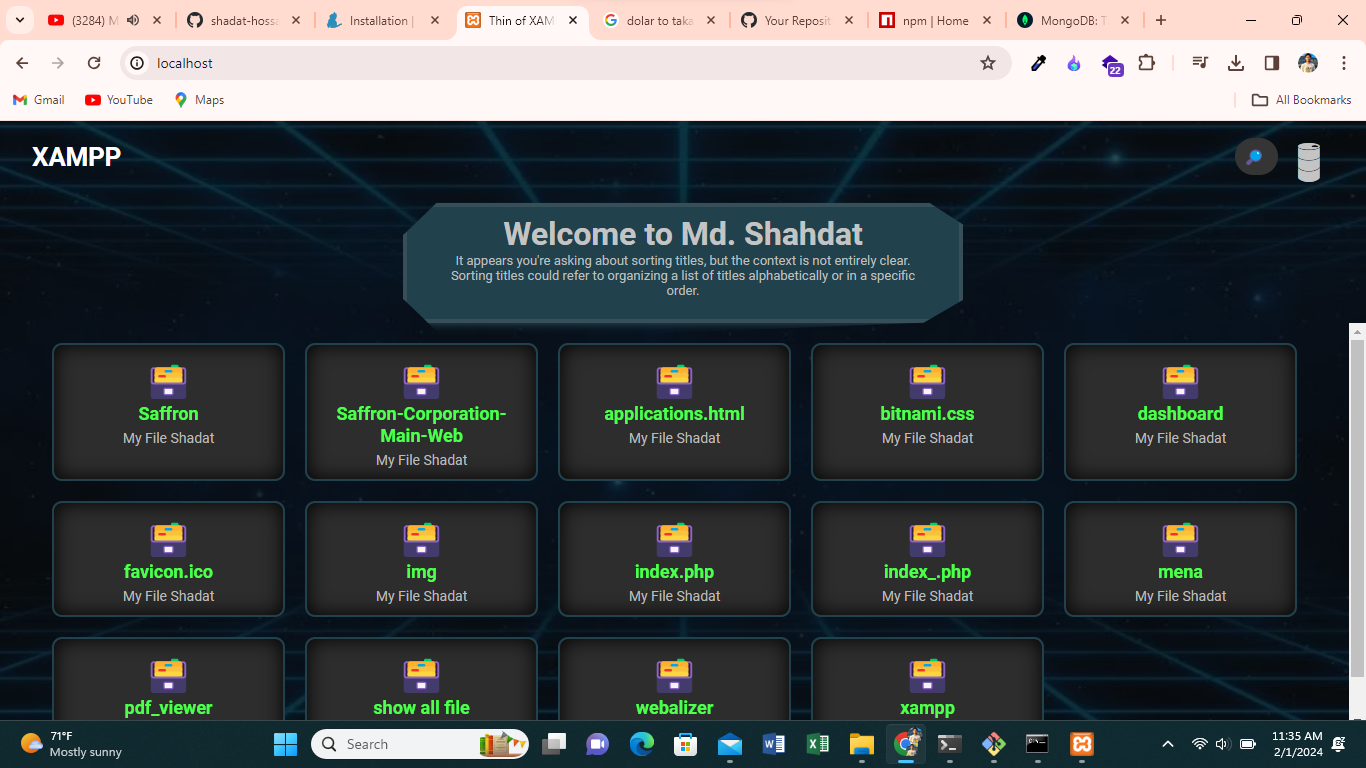 (3284) M
shadat-hossa
Installation |
Thin of XAM
dolar to taka
Your Reposit
npm | Home
MongoDB: T
localhost
22
Gmail
YouTube
Maps
All Bookmarks
XAMPP
Welcome to Md. Shahdat
It appears you're asking about sorting titles, but the context is not entirely clear.
Sorting titles could refer to organizing a list of titles alphabetically or in a specific
order.
Saffron
My File Shadat
Saffron-Corporation-
Main-Web
My File Shadat
applications.html
My File Shadat
bitnami.css
My File Shadat
dashboard
My File Shadat
favicon.ico
My File Shadat
img
My File Shadat
index.php
My File Shadat
index_.php
My File Shadat
mena
My File Shadat
pdf_viewer
show all file
webalizer
xampp
71°F
Mostly sunny
Search
11:35 AM
2/1/2024